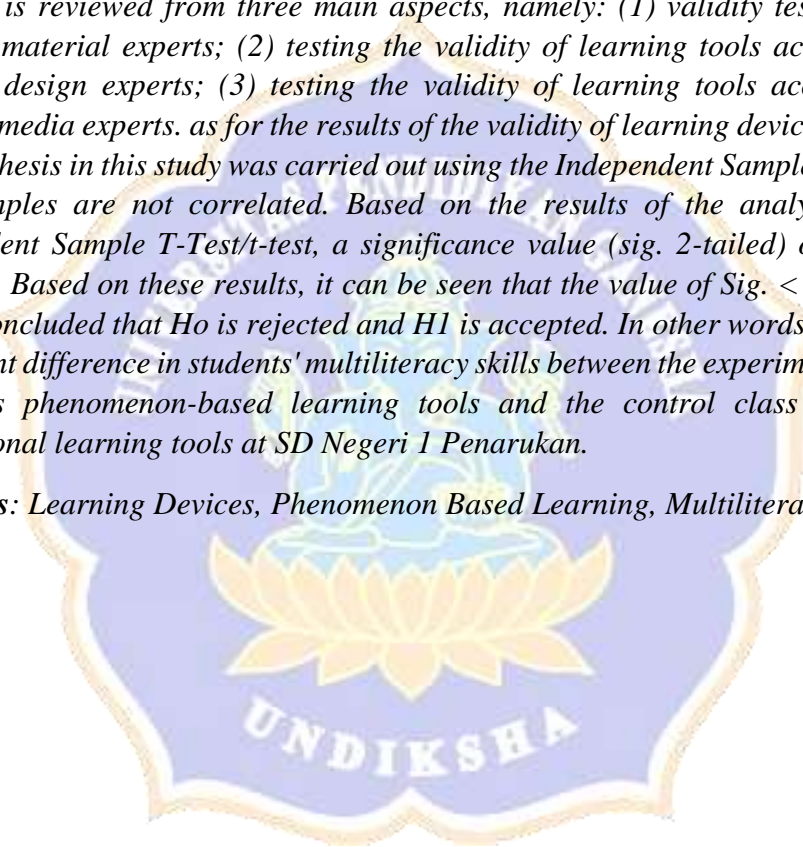 is reviewed from three main aspects, namely: (1) validity tes
material experts; (2) testing the validity of learning tools ac
design experts; (3) testing the validity of learning tools acc
media experts. as for the results of the validity of learning devic
hesis in this study was carried out using the Independent Sample
mples are not correlated. Based on the results of the analy
dent Sample T-Test/t-test, a significance value (sig. 2-tailed) o
Based on these results, it can be seen that the value of Sig. <
oncluded that Ho is rejected and H1 is accepted. In other words
nt difference in students' multiliteracy skills between the experim
s phenomenon-based learning tools and the control class
onal learning tools at SD Negeri 1 Penarukan.
s: Learning Devices, Phenomenon Based Learning, Multilitera
UNIVERSITAS PENDIDIKAN GANESHA
UNDIKSHA